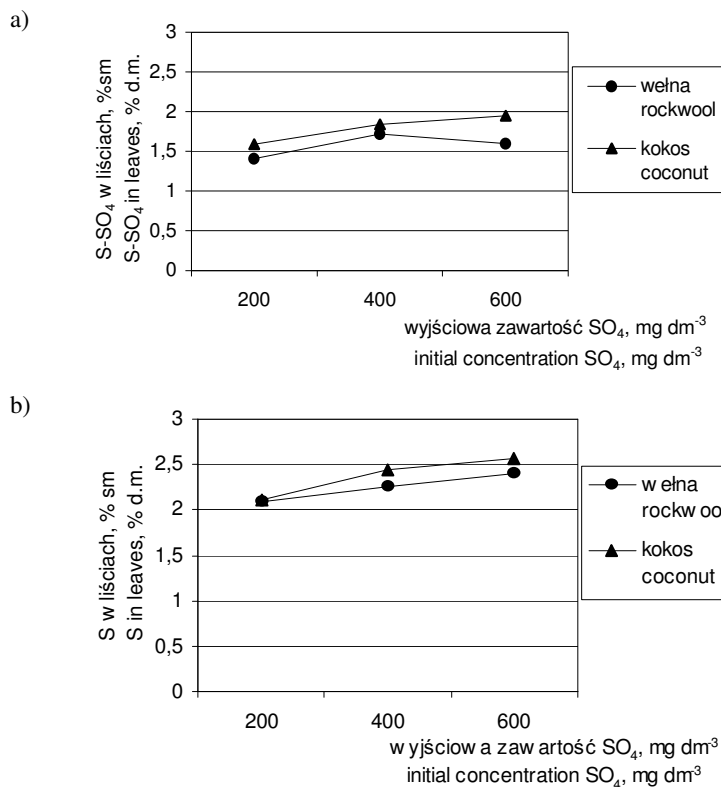 a)
3
2,5
2
1,5
1
0,5
0
S-SO₄ w liściach, %sm
S-SO₄ in leaves, % d.m.
200 400 600
wyjściowa zawartość SO₄, mg dm⁻³
initial concentration SO₄, mg dm⁻³
wełna
rockwool
kokos
coconut
b)
3
2,5
2
1,5
1
0,5
0
S w liściach, % sm
S in leaves, % d.m.
200 400 600
w yjściow a zaw artość SO₄, mg dm⁻³
initial concentration SO₄, mg dm⁻³
w ełna
rockw oo
kokos
coconut